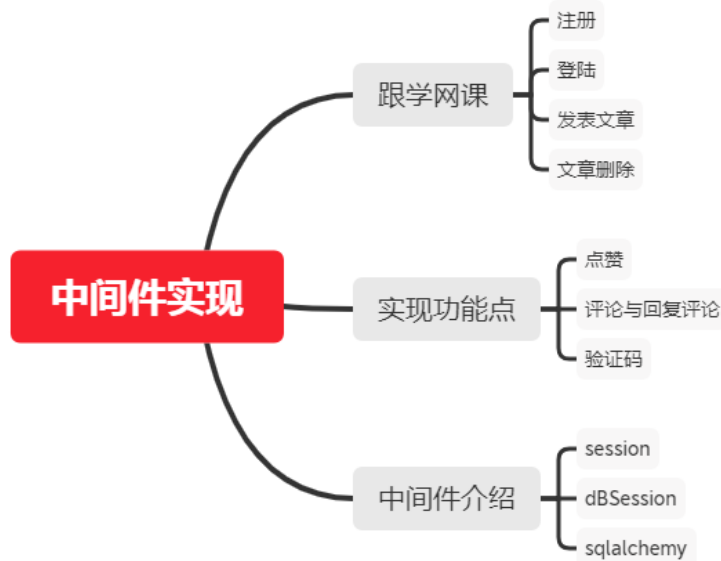 中间件实现
跟学网课
注册
登陆
发表文章
文章删除
实现功能点
点赞
评论与回复评论
验证码
中间件介绍
session
dBSession
sqlalchemy